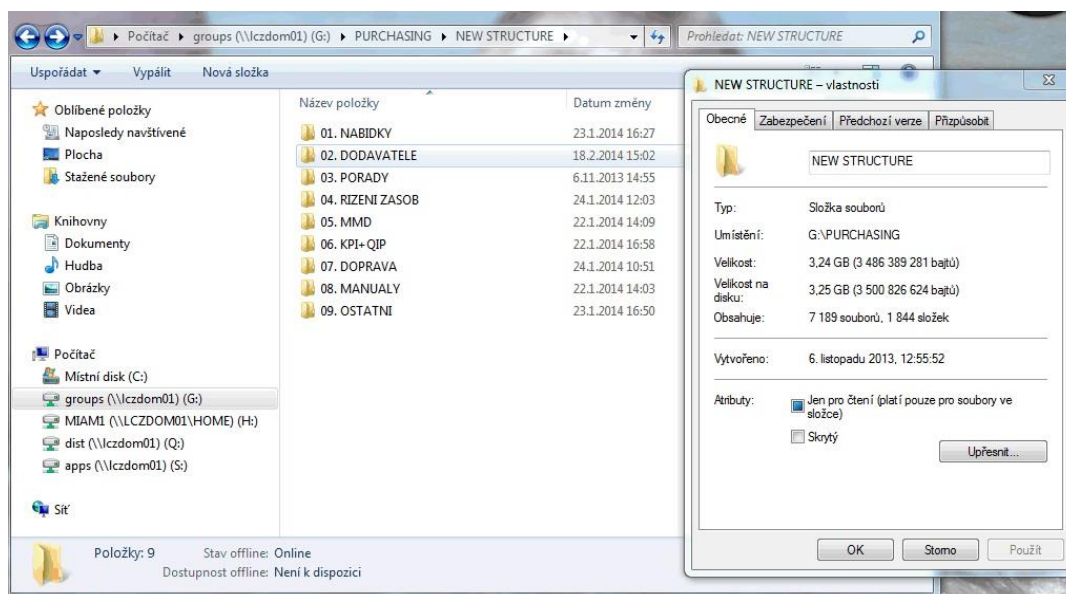 Počítač ▸ groups (\\lczdom01) (G:) ▸ PURCHASING ▸ NEW STRUCTURE ▸
Prohledat: NEW STRUCTURE
Uspořádat Vypálit Nová složka
Oblíbené položky
Naposledy navštívené
Plocha
Stažené soubory
Knihovny
Dokumenty
Hudba
Obrázky
Videa
Počítač
Místní disk (C:)
groups (\\lczdom01) (G:)
MIAM1 (\\LCZDOM01\HOME) (H:)
dist (\\lczdom01) (Q:)
apps (\\lczdom01) (S:)
Síť
Název položky Datum změny
01. NABIDKY 23.1.2014 16:27
02. DODAVATELE 18.2.2014 15:02
03. PORADY 6.11.2013 14:55
04. RIZENI ZASOB 24.1.2014 12:03
05. MMD 22.1.2014 14:09
06. KPI+QIP 22.1.2014 16:58
07. DOPRAVA 24.1.2014 10:51
08. MANUALY 22.1.2014 14:03
09. OSTATNI 23.1.2014 16:50
Položky: 9 Stav offline: Online
Dostupnost offline: Není k dispozici
NEW STRUCTURE – vlastnosti
Obecné Zabezpečení Předchozí verze Přizpůsobit
NEW STRUCTURE
Typ: Složka souborů
Umístění: G:\PURCHASING
Velikost: 3,24 GB (3 486 389 281 bajtů)
Velikost na
disku: 3,25 GB (3 500 826 624 bajtů)
Obsahuje: 7 189 souborů, 1 844 složek
Vytvořeno: 6. listopadu 2013, 12:55:52
Atributy: Jen pro čtení (platí pouze pro soubory ve
složce)
Skrytý
Upřesnit...
OK Storno Použít